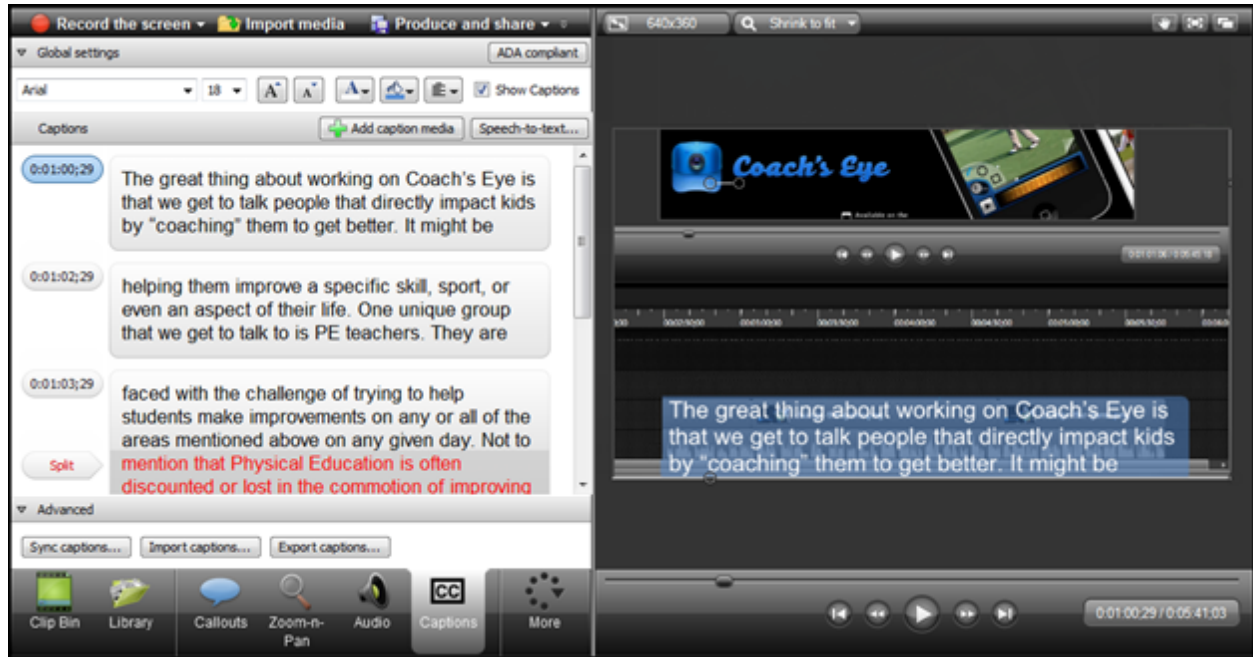 Record the screen
Import media
Produce and share
Global settings
ADA compliant
Arial
18
A
A
A
Show Captions
Captions
Add caption media
Speech-to-text...
0:01:00;29
The great thing about working on Coach's Eye is
that we get to talk people that directly impact kids
by “coaching” them to get better. It might be
0:01:02;29
helping them improve a specific skill, sport, or
even an aspect of their life. One unique group
that we get to talk to is PE teachers. They are
0:01:03;29
faced with the challenge of trying to help
students make improvements on any or all of the
areas mentioned above on any given day. Not to
Split
mention that Physical Education is often
discounted or lost in the commotion of improving
Advanced
Sync captions...
Import captions...
Export captions...
Clip Bin
Library
Callouts
Zoom-n-
Pan
Audio
CC
Captions
More
640x360
Shrink to fit
Coach's Eye
Available on the
The great thing about working on Coach's Eye is
that we get to talk people that directly impact kids
by “coaching” them to get better. It might be
0:01:00;29 / 0:05:41;03